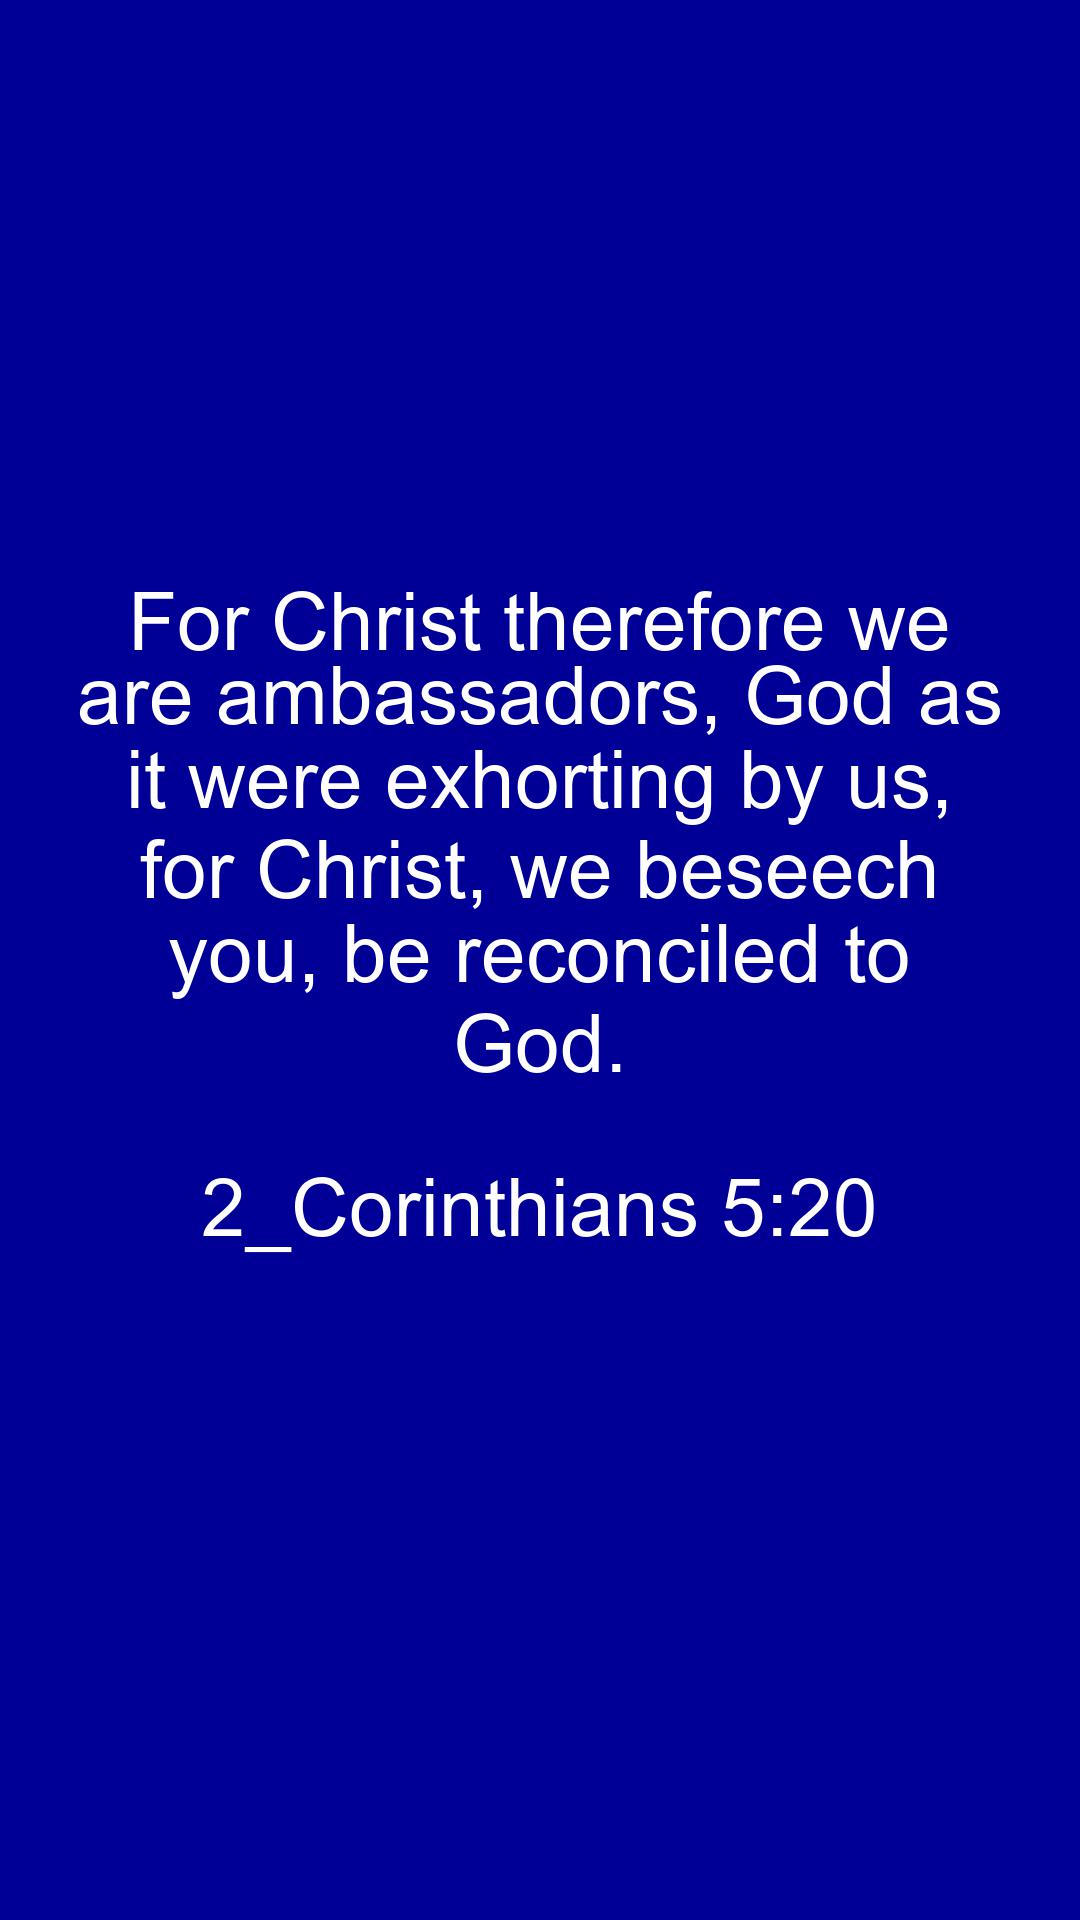 For Christ therefore we
are ambassadors, God as
it were exhorting by us,
for Christ, we beseech
you, be reconciled to
God.
2_Corinthians 5:20